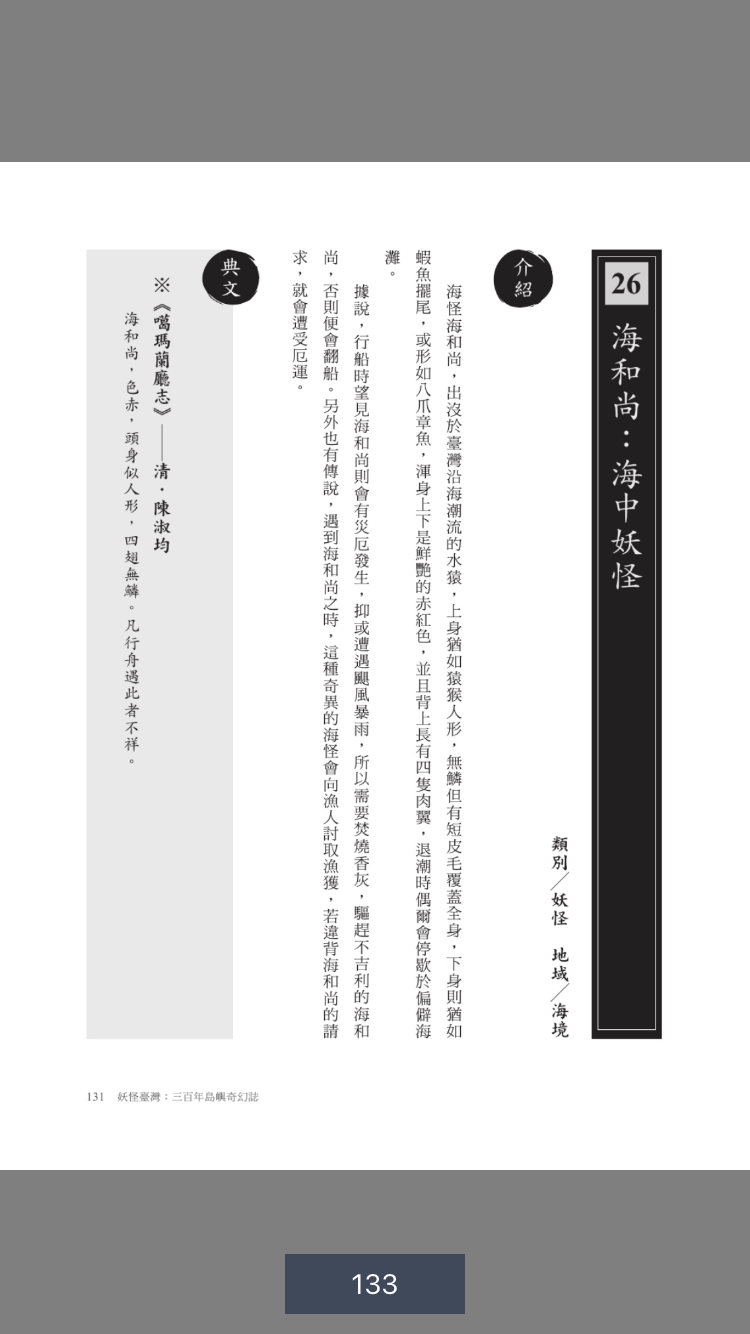 26
海和尚：海中妖怪
類別／妖怪　地域／海境
介紹
海怪海和尚，出沒於臺灣沿海潮流的水猿，上身猶如猿猴人形，無鱗但有短皮毛覆蓋全身，下身則猶如
蝦魚擺尾，或形如八爪章魚，渾身上下是鮮艷的赤紅色，並且背上長有四隻肉翼，退潮時偶爾會停歇於偏僻海
灘。
據說，行船時望見海和尚則會有災厄發生，抑或遭遇颶風暴雨，所以需要焚燒香灰，驅趕不吉利的海和
尚，否則便會翻船。另外也有傳說，遇到海和尚之時，這種奇異的海怪會向漁人討取漁獲，若違背海和尚的請
求，就會遭受厄運。
典文
※《噶瑪蘭廳志》——清．陳淑均
海和尚，色赤，頭身似人形，四翅無鱗。凡行舟遇此者不祥。
131　妖怪臺灣：三百年島嶼奇幻誌
133